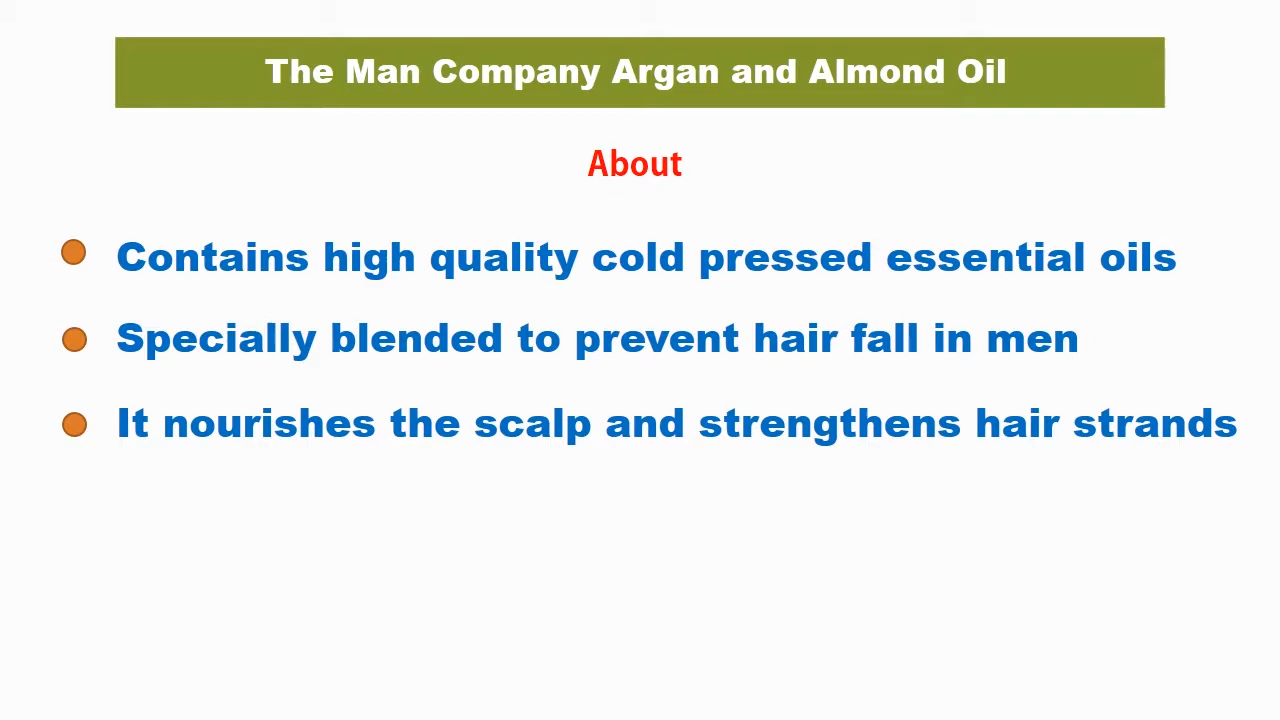 The Man Company Argan and Almond Oil
About
Contains high quality cold pressed essential oils
Specially blended to prevent hair fall in men
It nourishes the scalp and strengthens hair strands